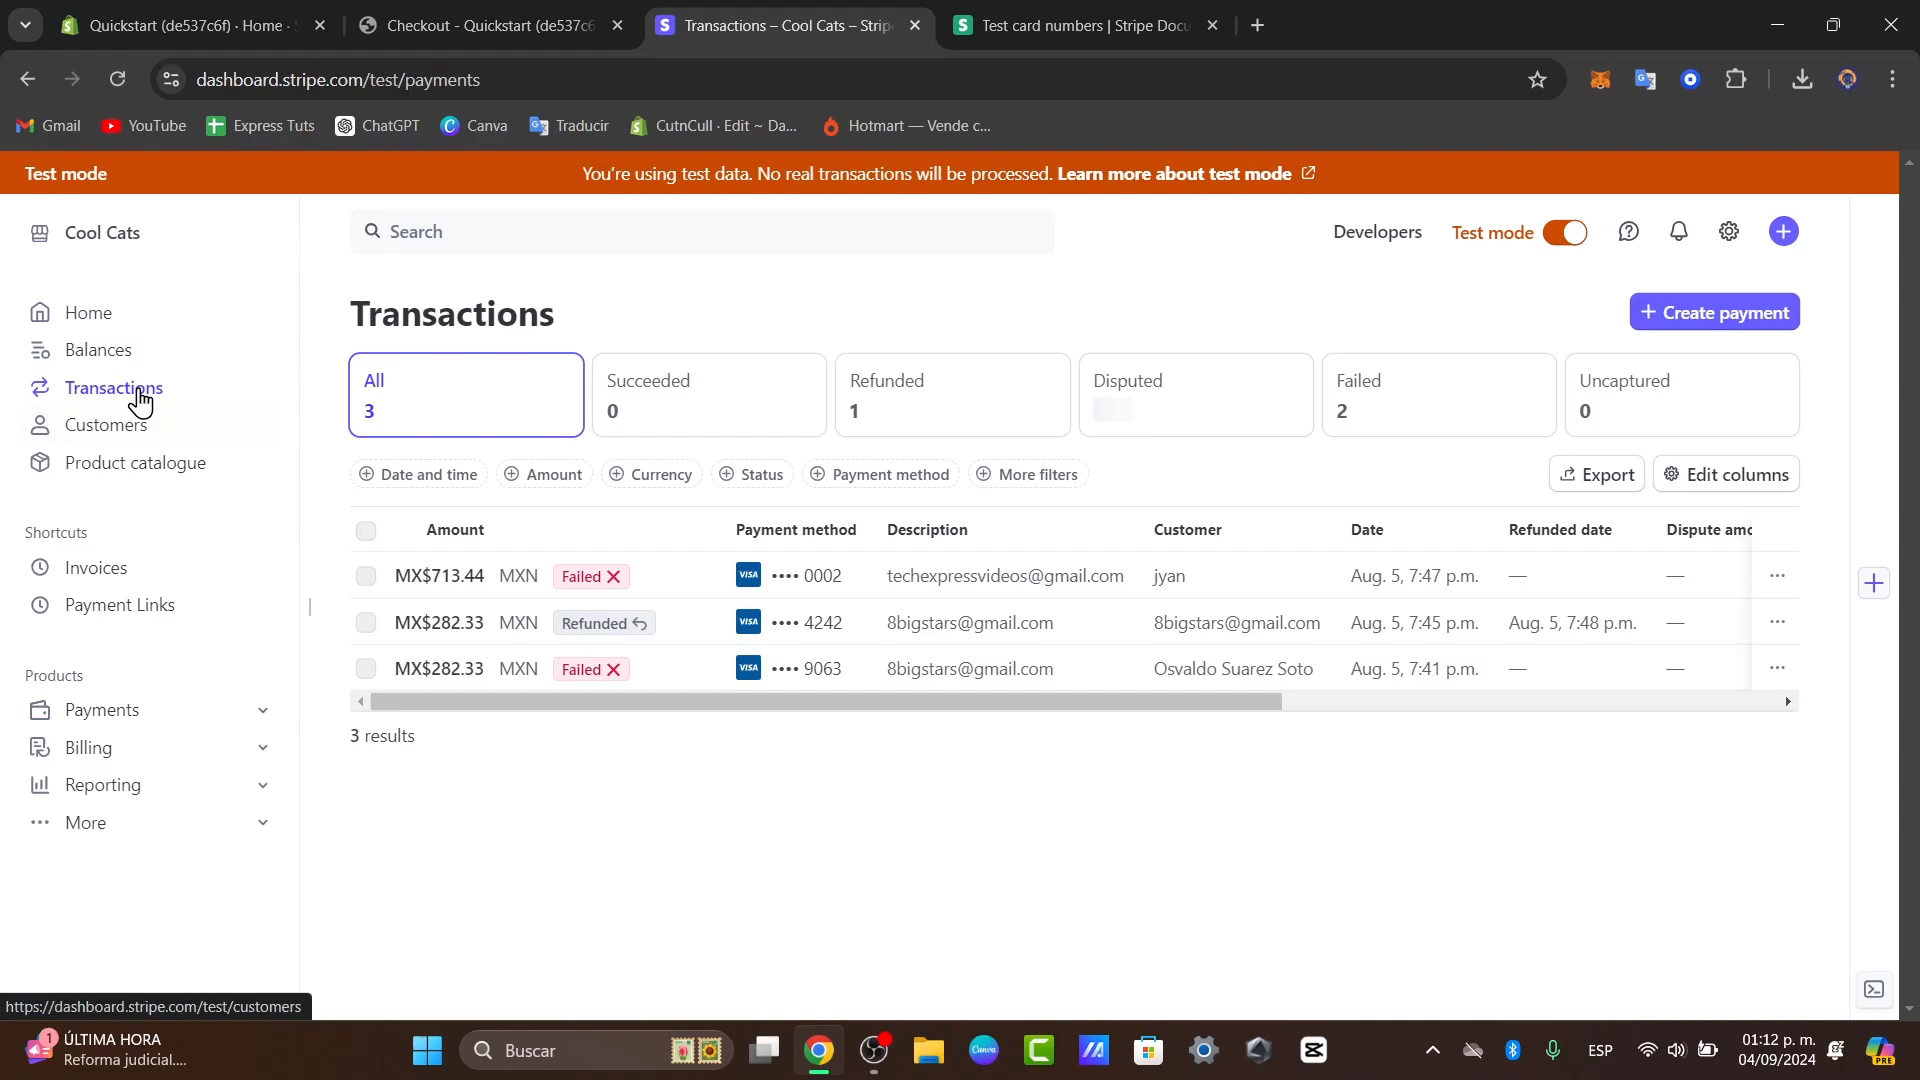 Quickstart (de537c6f) · Home ·
Checkout - Quickstart (de537c6
Transactions – Cool Cats – Strip
Test card numbers | Stripe Docu
dashboard.stripe.com/test/payments
Gmail
YouTube
Express Tuts
ChatGPT
Canva
Traducir
CutnCull · Edit ~ Da...
Hotmart — Vende c...
Test mode
You're using test data. No real transactions will be processed. Learn more about test mode
Cool Cats
Search
Developers
Test mode
Home
Balances
Transactions
Customers
Product catalogue
Shortcuts
Invoices
Payment Links
Products
Payments
Billing
Reporting
More
Transactions
Create payment
All
3
Succeeded
0
Refunded
1
Disputed
Failed
2
Uncaptured
0
Date and time
Amount
Currency
Status
Payment method
More filters
Export
Edit columns
Amount Payment method Description Customer Date Refunded date Dispute amo
MX$713.44 MXN Failed VISA •••• 0002 techexpressvideos@gmail.com jyan Aug. 5, 7:47 p.m. — — ···
MX$282.33 MXN Refunded VISA •••• 4242 8bigstars@gmail.com 8bigstars@gmail.com Aug. 5, 7:45 p.m. Aug. 5, 7:48 p.m. — ···
MX$282.33 MXN Failed VISA •••• 9063 8bigstars@gmail.com Osvaldo Suarez Soto Aug. 5, 7:41 p.m. — — ···
3 results
https://dashboard.stripe.com/test/customers
1
ÚLTIMA HORA
Reforma judicial....
Buscar
Canva
ESP
01:12 p. m.
04/09/2024
PRE